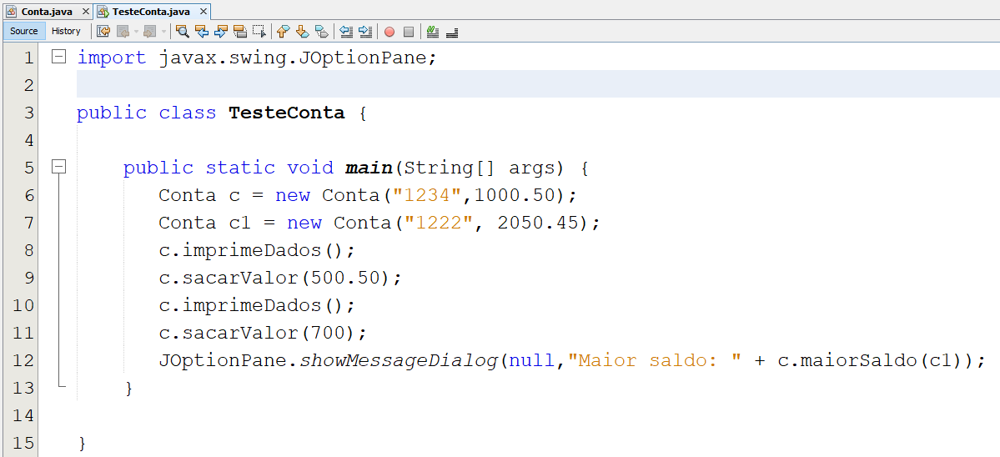 Conta.java × TesteConta.java ×
Source History
1 import javax.swing.JOptionPane;
2
3 public class TesteConta {
4
5     public static void main(String[] args) {
6        Conta c = new Conta("1234",1000.50);
7        Conta c1 = new Conta("1222", 2050.45);
8        c.imprimeDados();
9        c.sacarValor(500.50);
10        c.imprimeDados();
11        c.sacarValor(700);
12        JOptionPane.showMessageDialog(null,"Maior saldo: " + c.maiorSaldo(c1));
13     }
14
15 }